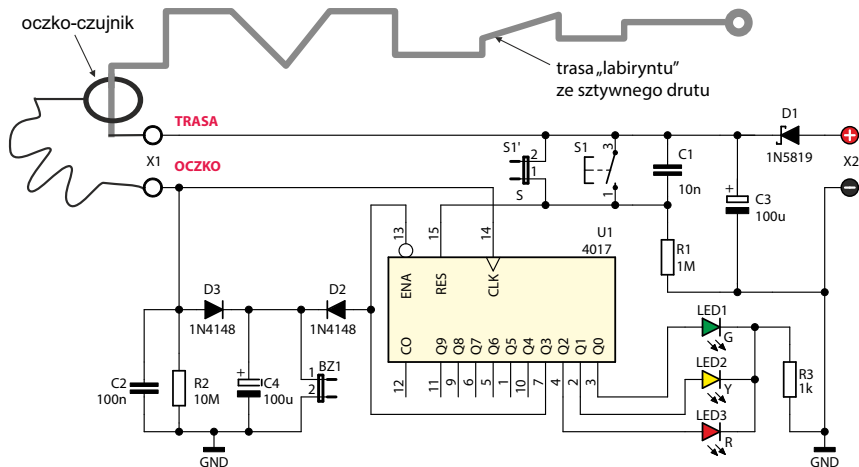 oczko-czujnik
trasa „labiryntu”
ze sztywnego drutu
TRASA
X1
OCZKO
S1'
2
1
S
S1
3
1
C1
10n
D1
1N5819
X2
C3
100u
+
R1
1M
U1
4017
13
15
14
ENA
RES
CLK
CO
Q9
Q8
Q7
Q6
Q5
Q4
Q3
Q2
Q1
Q0
12
11
9
6
5
1
10
7
4
2
3
D3
1N4148
D2
1N4148
C2
100n
R2
10M
+
C4
100u
BZ1
1
2
GND
LED1
G
LED2
Y
LED3
R
R3
1k
GND